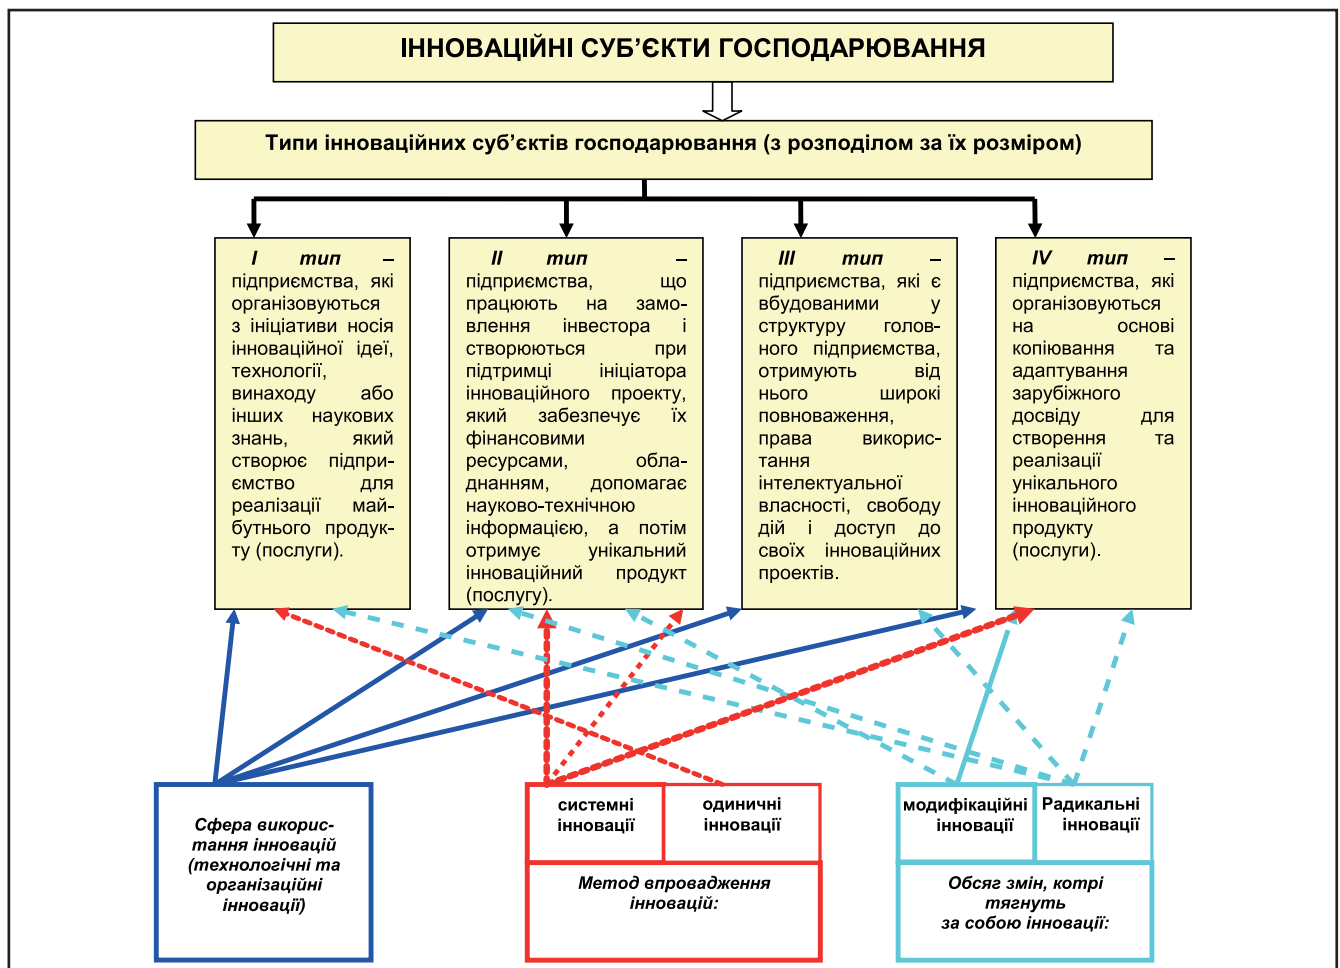 ІННОВАЦІЙНІ СУБ’ЄКТИ ГОСПОДАРЮВАННЯ
Типи інноваційних суб’єктів господарювання (з розподілом за їх розміром)
I тип –
підприємства, які
організовуються
з ініціативи носія
інноваційної ідеї,
технології,
винаходу або
інших наукових
знань, який
створює підпри-
ємство для
реалізації май-
бутнього продук-
ту (послуги).
II тип –
підприємства, що
працюють на замо-
влення інвестора і
створюються при
підтримці ініціатора
інноваційного проекту,
який забезпечує їх
фінансовими
ресурсами, обла-
днанням, допомагає
науково-технічною
інформацією, а потім
отримує унікальний
інноваційний продукт
(послугу).
III тип –
підприємства, які є
вбудованими у
структуру голов-
ного підприємства,
отримують від
нього широкі
повноваження,
права викорис-
тання
інтелектуальної
власності, свободу
дій і доступ до
своїх інноваційних
проектів.
IV тип –
підприємства, які
організовуються
на основі
копіювання та
адаптування
зарубіжного
досвіду для
створення та
реалізації
унікального
інноваційного
продукту
(послуги).
Сфера викорис-
тання інновацій
(технологічні та
організаційні
інновації)
системні
інновації
одиничні
інновації
Метод впровадження
інновацій:
модифікаційні
інновації
Радикальні
інновації
Обсяг змін, котрі
тягнуть
за собою інновації: